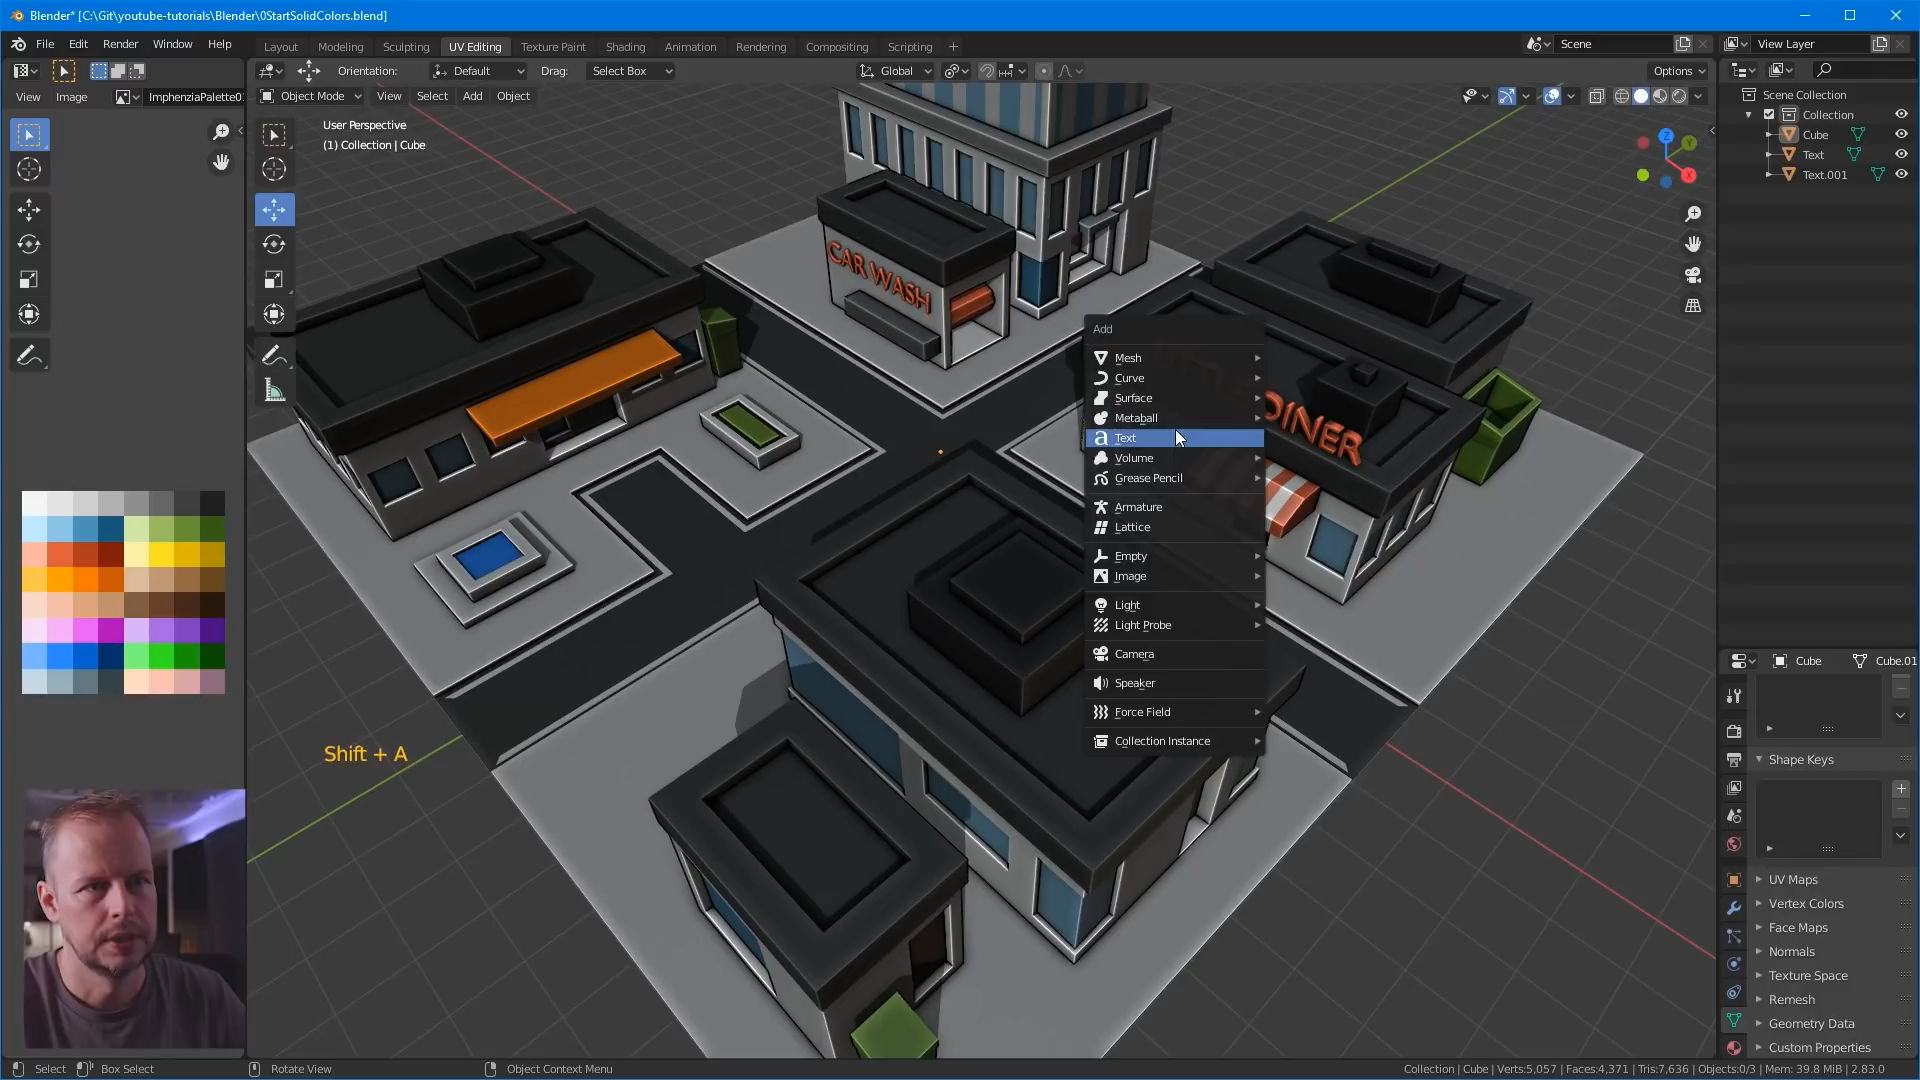 Blender* [C:\Git\youtube-tutorials\Blender\0StartSolidColors.blend]
File Edit Render Window Help
Layout Modeling Sculpting UV Editing Texture Paint Shading Animation Rendering Compositing Scripting +
Scene
View Layer
Orientation: Default Drag: Select Box
Global
Options
View Image ImphenziaPalette0
Object Mode View Select Add Object
User Perspective
(1) Collection | Cube
Scene Collection
Collection
Cube
Text
Text.001
Z
Y
X
CAR WASH
DINER
Add
Mesh
Curve
Surface
Metaball
Text
Volume
Grease Pencil
Armature
Lattice
Empty
Image
Light
Light Probe
Camera
Speaker
Force Field
Collection Instance
Shift + A
Cube Cube.01
Shape Keys
UV Maps
Vertex Colors
Face Maps
Normals
Texture Space
Remesh
Geometry Data
Custom Properties
Select Box Select Rotate View Object Context Menu
Collection | Cube | Verts:5,057 | Faces:4,371 | Tris:7,636 | Objects:0/3 | Mem: 39.8 MiB | 2.83.0